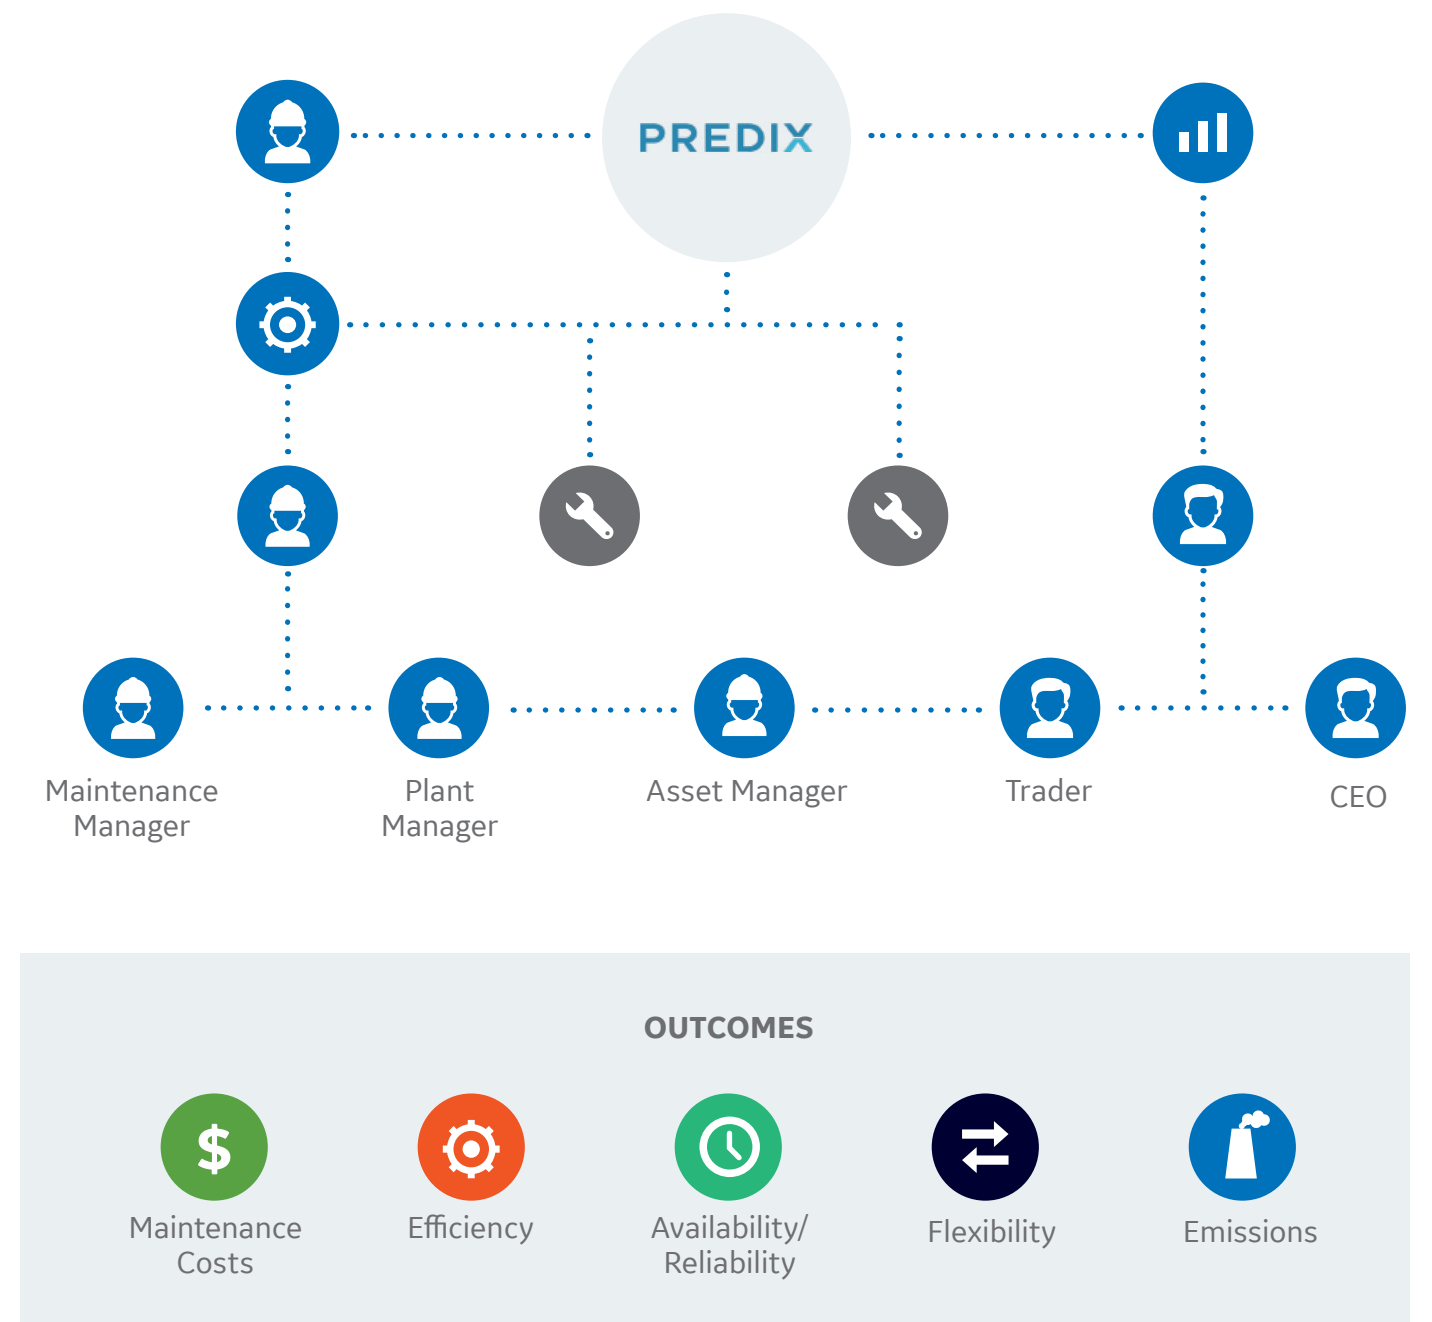 PREDIX
Maintenance
Manager
Plant
Manager
Asset Manager
Trader
CEO
OUTCOMES
$
Maintenance
Costs
Efficiency
Availability/
Reliability
Flexibility
Emissions